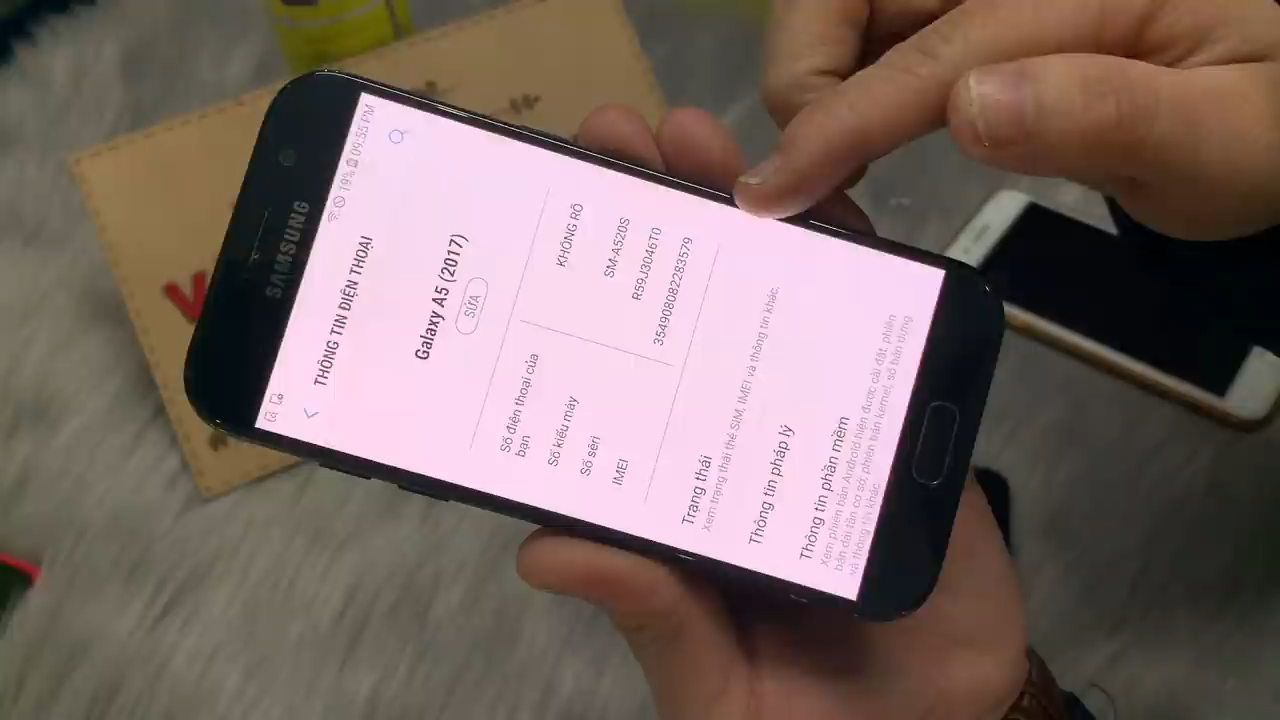 SAMSUNG
19% 09:55 PM
THÔNG TIN ĐIỆN THOẠI
Galaxy A5 (2017)
SỬA
Số điện thoại của bạn
KHÔNG RÕ
Số kiểu máy
SM-A520S
Số sêri
R59J3046T0
IMEI
354908082283579
Trạng thái
Xem trạng thái thẻ SIM, IMEI và thông tin khác.
Thông tin pháp lý
Thông tin phần mềm
Xem phiên bản Android hiện được cài đặt, phiên
bản dải tần cơ sở, phiên bản kernel, số bản dựng
và thông tin khác.
V